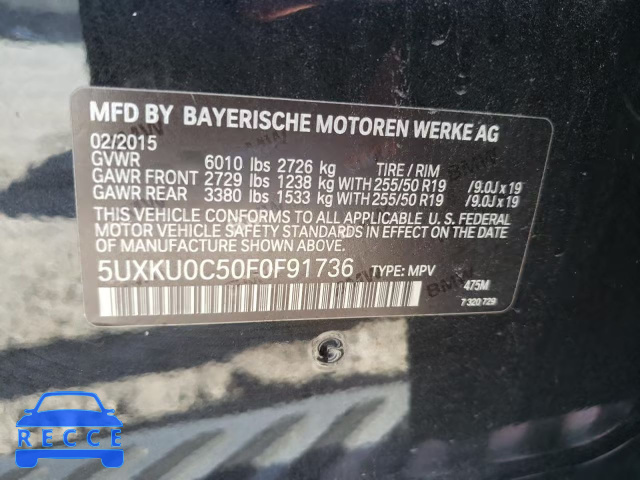 MFD BY BAYERISCHE MOTOREN WERKE AG
02/2015
GVWR 6010 lbs 2726 kg TIRE / RIM
GAWR FRONT 2729 lbs 1238 kg WITH 255/50 R19 /9.0J x 19
GAWR REAR 3380 lbs 1533 kg WITH 255/50 R19 /9.0J x 19
THIS VEHICLE CONFORMS TO ALL APPLICABLE U. S. FEDERAL
MOTOR VEHICLE SAFETY STANDARDS IN EFFECT ON THE
DATE OF MANUFACTURE SHOWN ABOVE.
5UXKU0C50F0F91736 TYPE: MPV 475M
7 320 729
G
RECCE